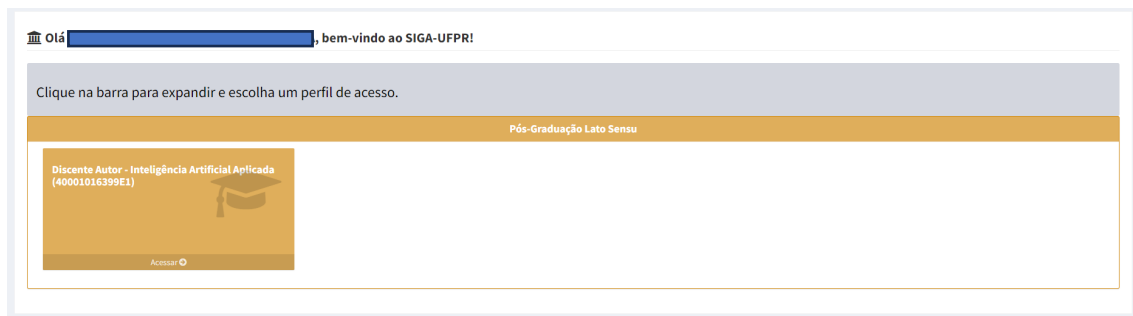 Olá ., bem-vindo ao SIGA-UFPR!
Clique na barra para expandir e escolha um perfil de acesso.
Pós-Graduação Lato Sensu
Discente Autor - Inteligência Artificial Aplicada
(40001016399E1)
Acessar